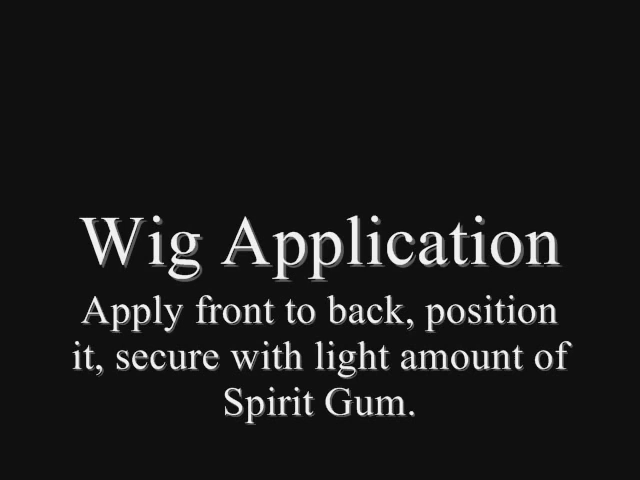 Wig Application
Apply front to back, position
it, secure with light amount of
Spirit Gum.